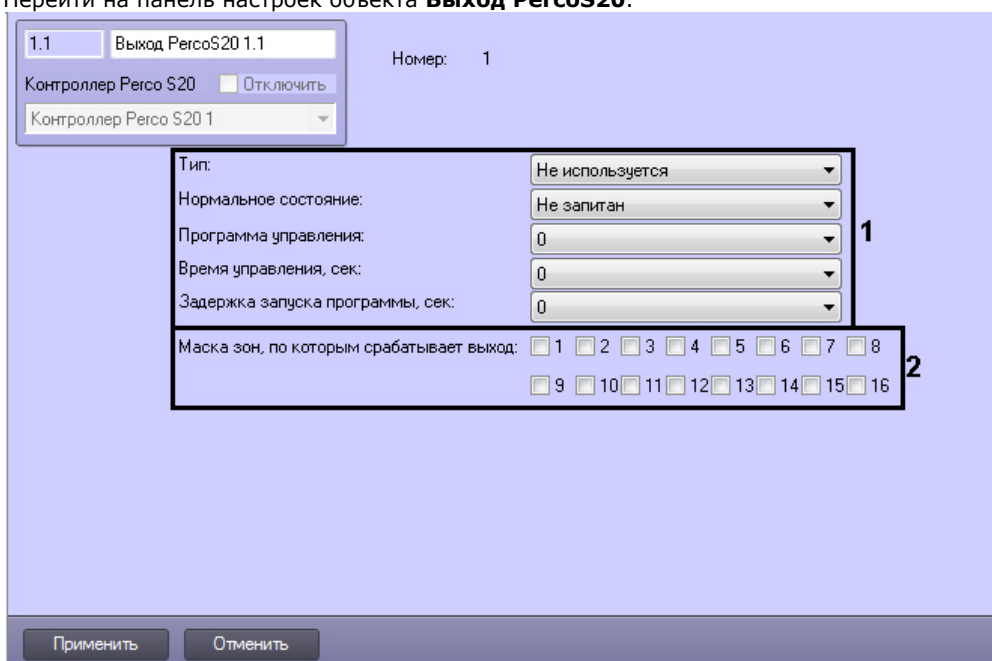 Перейти на панель настроек объекта Выход PercoS20.
1.1 Выход PercoS20 1.1
Номер: 1
Контроллер Perco S20 Отключить
Контроллер Perco S20 1
Тип: Не используется
Нормальное состояние: Не запитан
Программа управления: 0
1
Время управления, сек: 0
Задержка запуска программы, сек: 0
Маска зон, по которым срабатывает выход: 1 2 3 4 5 6 7 8
2
9 10 11 12 13 14 15 16
Применить Отменить